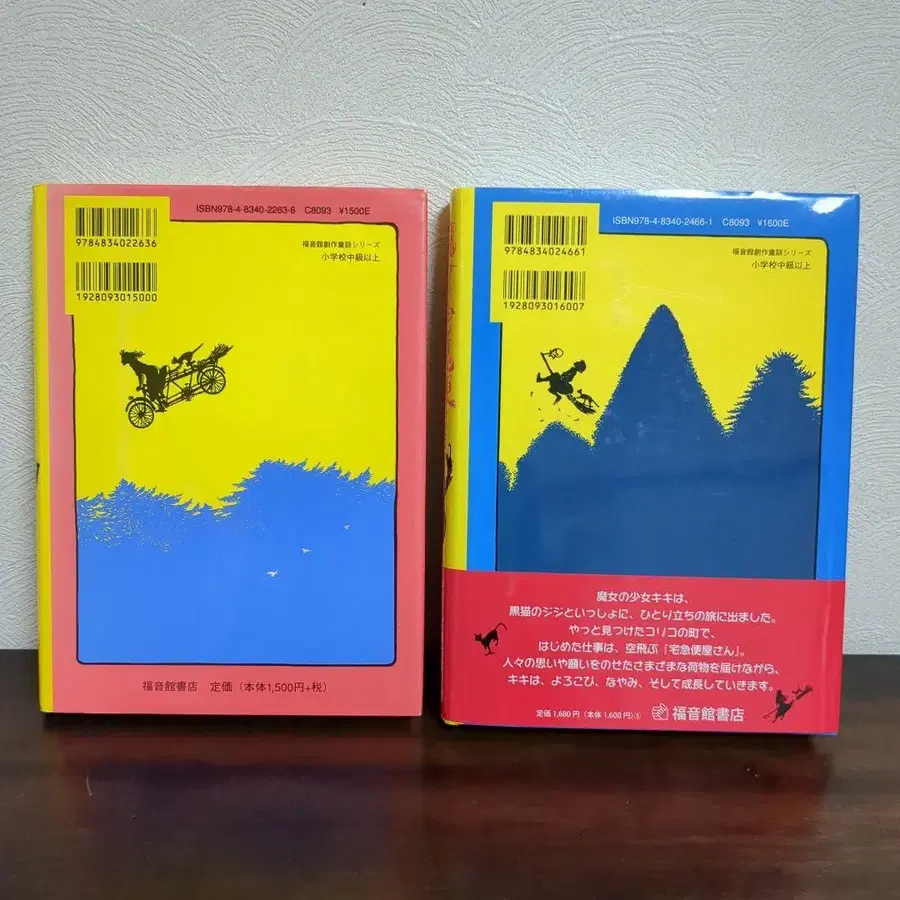 ISBN978-4-8340-2263-6 C8093 ¥1500E
9784834022636
1928093015000
福音館創作童話シリーズ
小学校中級以上
福音館書店 定価（本体1,500円+税）
ISBN978-4-8340-2466-1 C8093 ¥1600E
9784834024661
1928093016007
福音館創作童話シリーズ
小学校中級以上
魔女の少女キキは、
黒猫のジジといっしょに、ひとり立ちの旅に出ました。
やっと見つけたコリコの町で、
はじめた仕事は、空飛ぶ「宅急便屋さん」。
人々の思いや願いをのせたさまざまな荷物を届けながら、
キキは、よろこび、なやみ、そして成長していきます。
定価 1,680 円（本体 1,600 円）⑤ 福音館書店